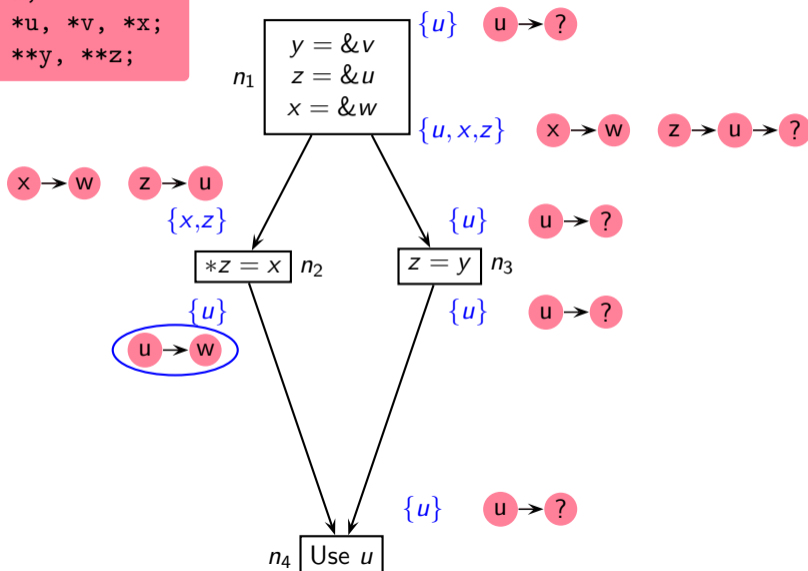 *u, *v, *x;
**y, **z;
{u} u → ?
n1
y = &v
z = &u
x = &w
{u, x,z} x → w z → u → ?
x → w z → u
{x,z} {u} u → ?
*z = x n2 z = y n3
{u} {u} u → ?
u → w
{u} u → ?
n4 Use u